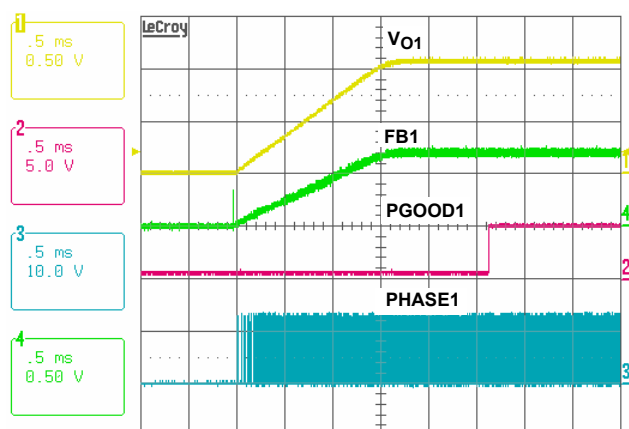 1
.5 ms
0.50 V
2
.5 ms
5.0 V
3
.5 ms
10.0 V
4
.5 ms
0.50 V
LeCroy
VO1
FB1
PGOOD1
PHASE1
1
4
2
3